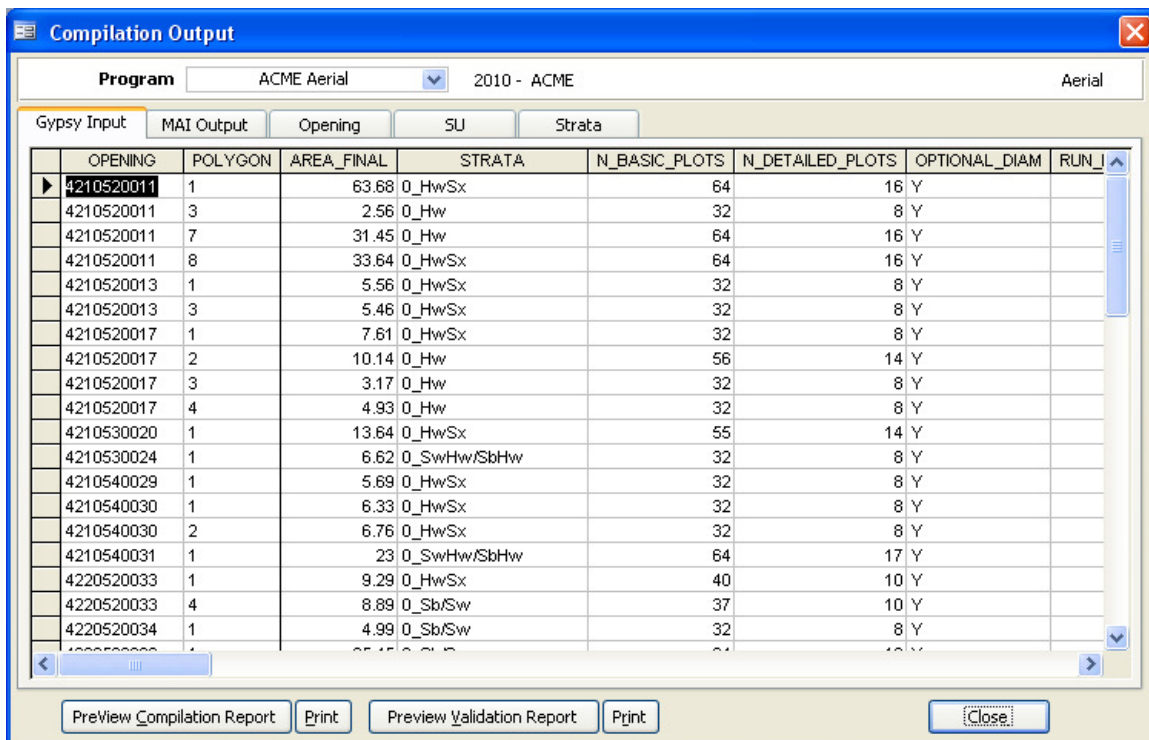 Compilation Output
Program ACME Aerial 2010 - ACME Aerial
Gypsy Input MAI Output Opening SU Strata
OPENING POLYGON AREA_FINAL STRATA N_BASIC_PLOTS N_DETAILED_PLOTS OPTIONAL_DIAM
4210520011 1 63.68 0_HwSx 64 16 Y
4210520011 3 2.56 0_Hw 32 8 Y
4210520011 7 31.45 0_Hw 64 16 Y
4210520011 8 33.64 0_HwSx 64 16 Y
4210520013 1 5.56 0_HwSx 32 8 Y
4210520013 3 5.46 0_HwSx 32 8 Y
4210520017 1 7.61 0_HwSx 32 8 Y
4210520017 2 10.14 0_Hw 56 14 Y
4210520017 3 3.17 0_Hw 32 8 Y
4210520017 4 4.93 0_Hw 32 8 Y
4210530020 1 13.64 0_HwSx 55 14 Y
4210530024 1 6.62 0_SwHw/SbHw 32 8 Y
4210540029 1 5.69 0_HwSx 32 8 Y
4210540030 1 6.33 0_HwSx 32 8 Y
4210540030 2 6.76 0_HwSx 32 8 Y
4210540031 1 23 0_SwHw/SbHw 64 17 Y
4220520033 1 9.29 0_HwSx 40 10 Y
4220520033 4 8.89 0_Sb/Sw 37 10 Y
4220520034 1 4.99 0_Sb/Sw 32 8 Y
PreView Compilation Report Print Preview Validation Report Print Close